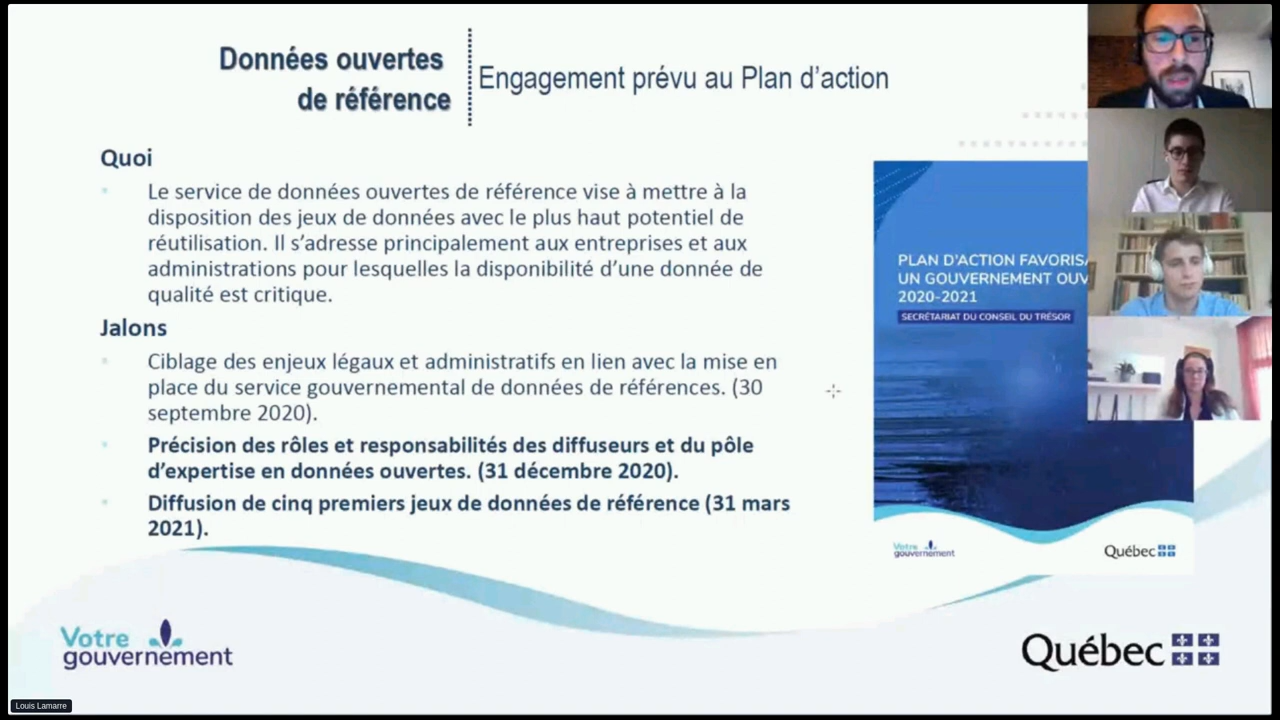 Données ouvertes
de référence
Engagement prévu au Plan d'action
Quoi
Le service de données ouvertes de référence vise à mettre à la
disposition des jeux de données avec le plus haut potentiel de
réutilisation. Il s'adresse principalement aux entreprises et aux
administrations pour lesquelles la disponibilité d'une donnée de
qualité est critique.
Jalons
Ciblage des enjeux légaux et administratifs en lien avec la mise en
place du service gouvernemental de données de références. (30
septembre 2020).
Précision des rôles et responsabilités des diffuseurs et du pôle
d'expertise en données ouvertes. (31 décembre 2020).
Diffusion de cinq premiers jeux de données de référence (31 mars
2021).
PLAN D'ACTION FAVORISA
UN GOUVERNEMENT OUV
2020-2021
SECRÉTARIAT DU CONSEIL DU TRÉSOR
Votre
gouvernement
Québec
Votre
gouvernement
Québec
Louis Lamarre